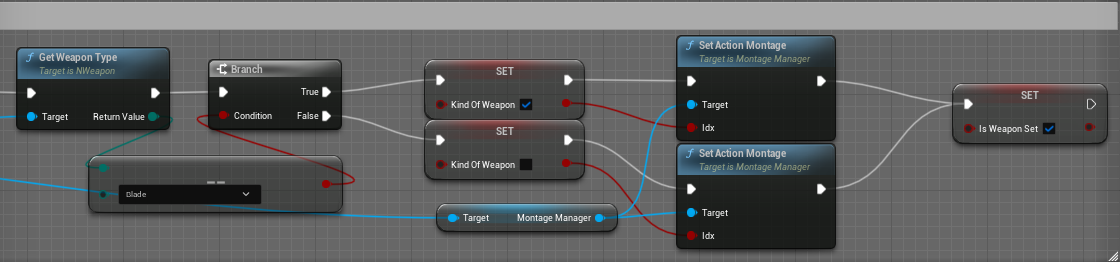 Get Weapon Type
Target is NWeapon
Target
Return Value
Branch
True
Condition
False
==
Blade
SET
Kind Of Weapon
SET
Kind Of Weapon
Target
Montage Manager
Set Action Montage
Target is Montage Manager
Target
Idx
Set Action Montage
Target is Montage Manager
Target
Idx
SET
Is Weapon Set